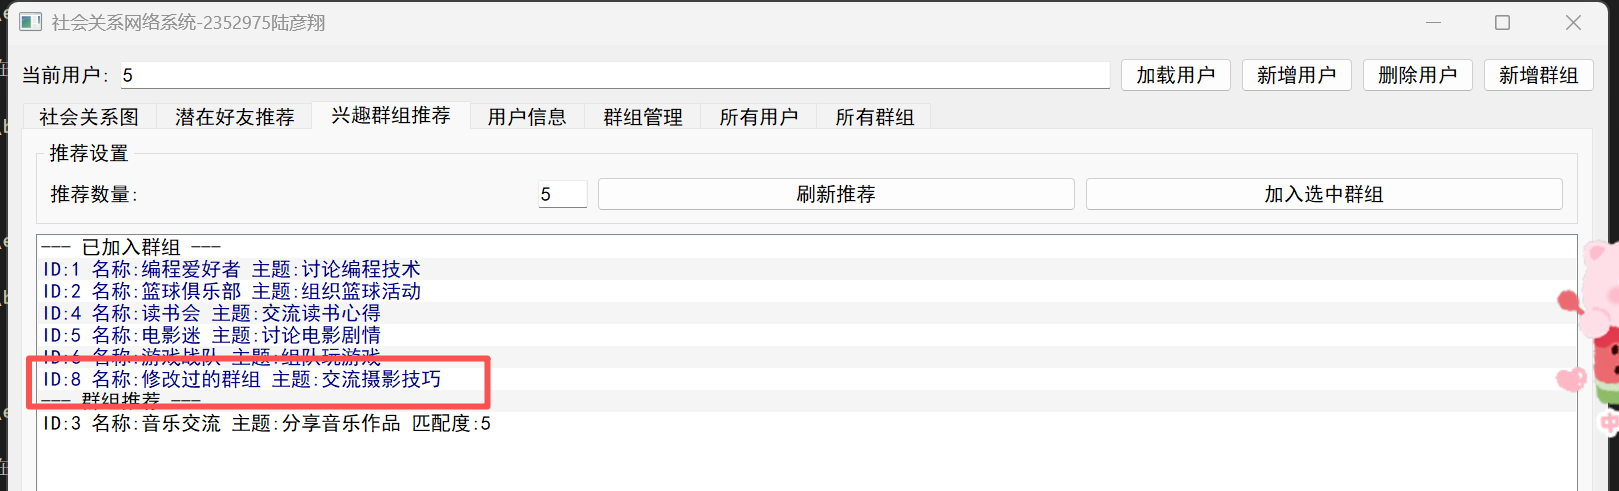 社会关系网络系统-2352975陆彦翔
当前用户: 5 加载用户 新增用户 删除用户 新增群组
社会关系图 潜在好友推荐 兴趣群组推荐 用户信息 群组管理 所有用户 所有群组
推荐设置
推荐数量: 5 刷新推荐 加入选中群组
--- 已加入群组 ---
ID:1 名称:编程爱好者 主题:讨论编程技术
ID:2 名称:篮球俱乐部 主题:组织篮球活动
ID:4 名称:读书会 主题:交流读书心得
ID:5 名称:电影迷 主题:讨论电影剧情
ID:6 名称:游戏战队 主题:组队玩游戏
ID:8 名称:修改过的群组 主题:交流摄影技巧
--- 群组推荐 ---
ID:3 名称:音乐交流 主题:分享音乐作品 匹配度:5
中